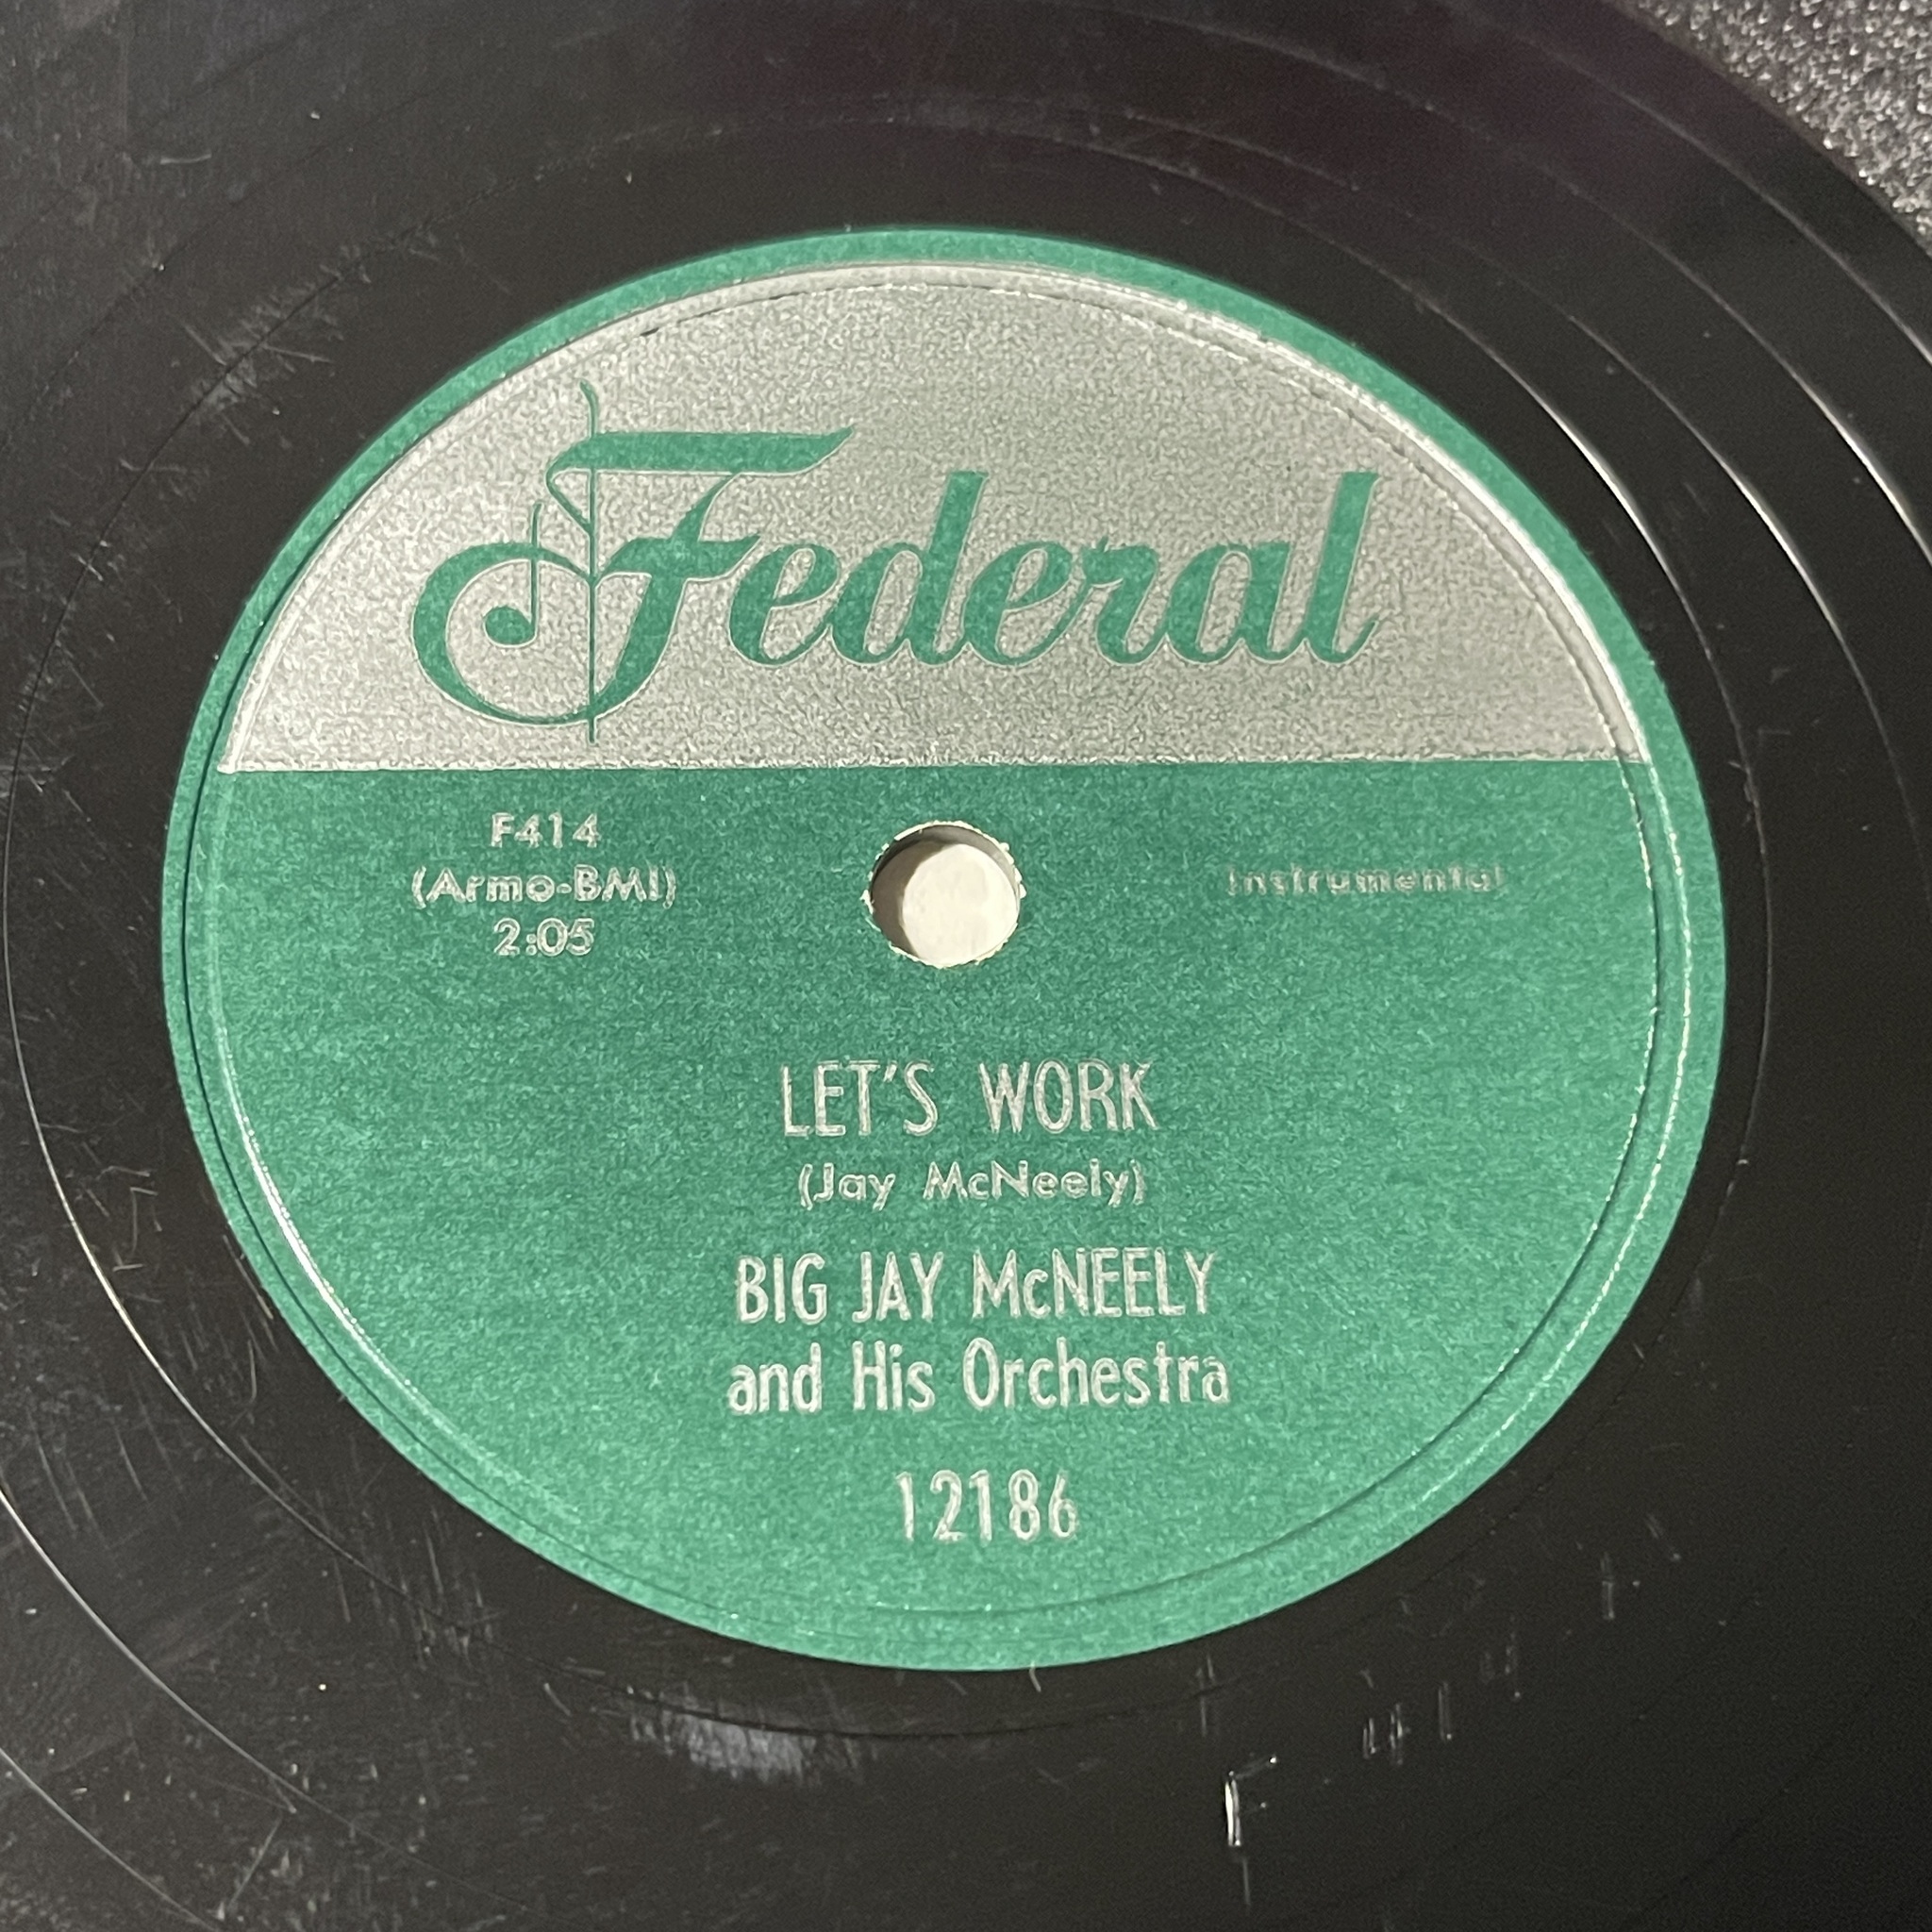 Federal
F414
(Armo-BMI)
2:05
Instrumental
LET'S WORK
(Jay McNeely)
BIG JAY McNEELY
and His Orchestra
12186